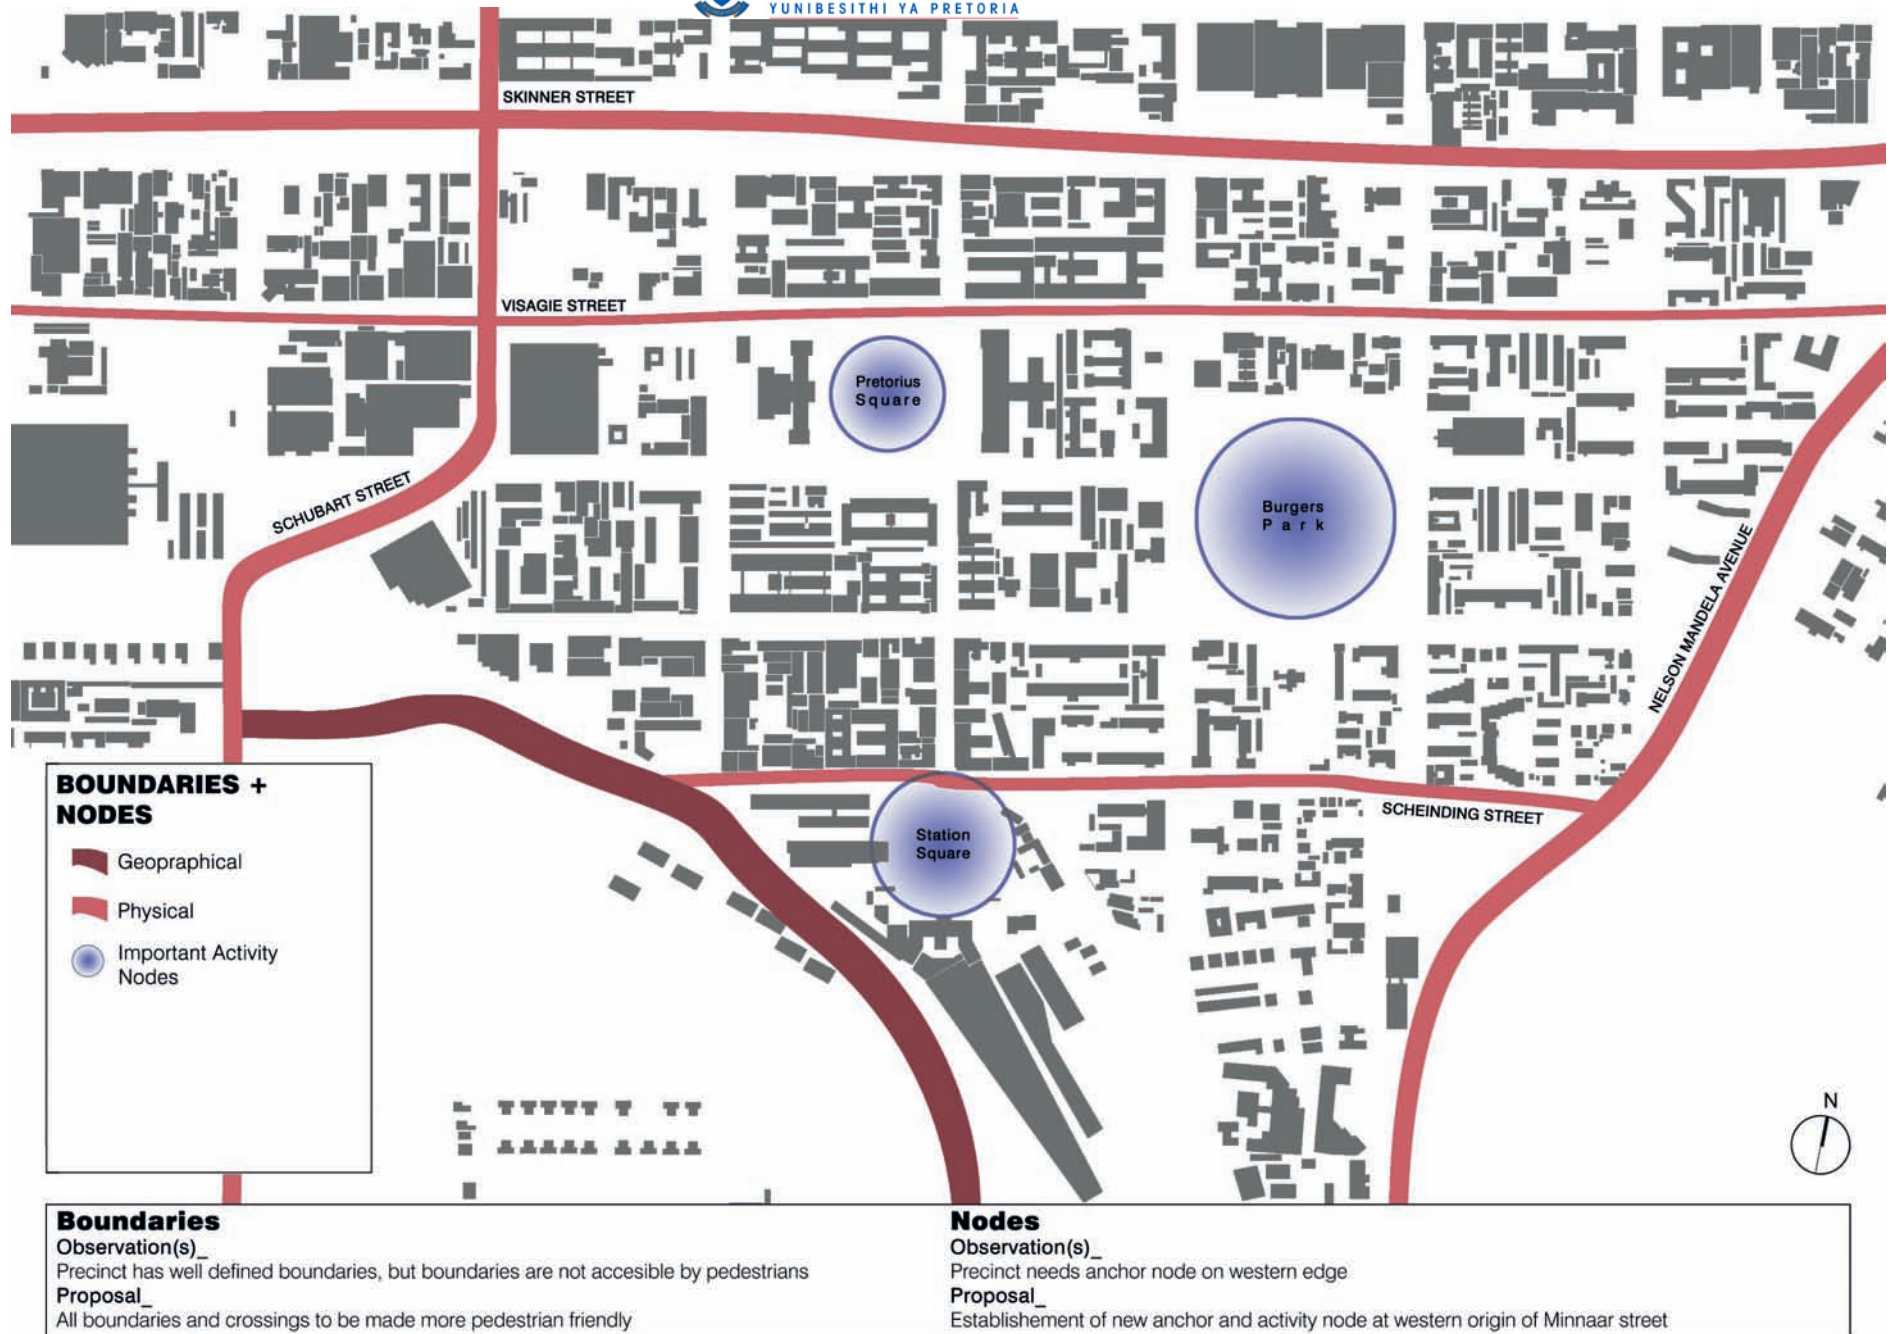 YUNIBESITHI YA PRETORIA
SKINNER STREET
VISAGIE STREET
Pretorius
Square
Burgers
Park
SCHUBART STREET
NELSON MANDELA AVENUE
SCHEINDING STREET
Station
Square
BOUNDARIES +
NODES
Geopraphical
Physical
Important Activity
Nodes
N
Boundaries
Observation(s)_
Precinct has well defined boundaries, but boundaries are not accesible by pedestrians
Proposal_
All boundaries and crossings to be made more pedestrian friendly
Nodes
Observation(s)_
Precinct needs anchor node on western edge
Proposal_
Establishement of new anchor and activity node at western origin of Minnaar street